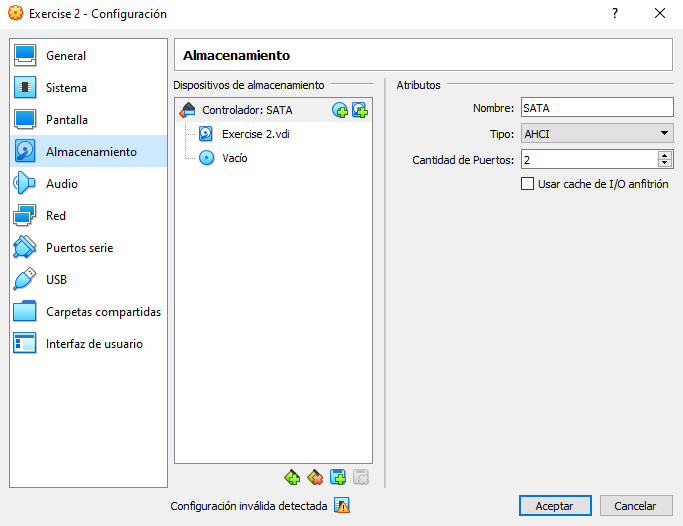 Exercise 2 - Configuración
General
Sistema
Pantalla
Almacenamiento
Audio
Red
Puertos serie
USB
Carpetas compartidas
Interfaz de usuario
Almacenamiento
Dispositivos de almacenamiento
Controlador: SATA
Exercise 2.vdi
Vacío
Atributos
Nombre: SATA
Tipo: AHCI
Cantidad de Puertos: 2
Usar cache de I/O anfitrión
Configuración inválida detectada
Aceptar
Cancelar